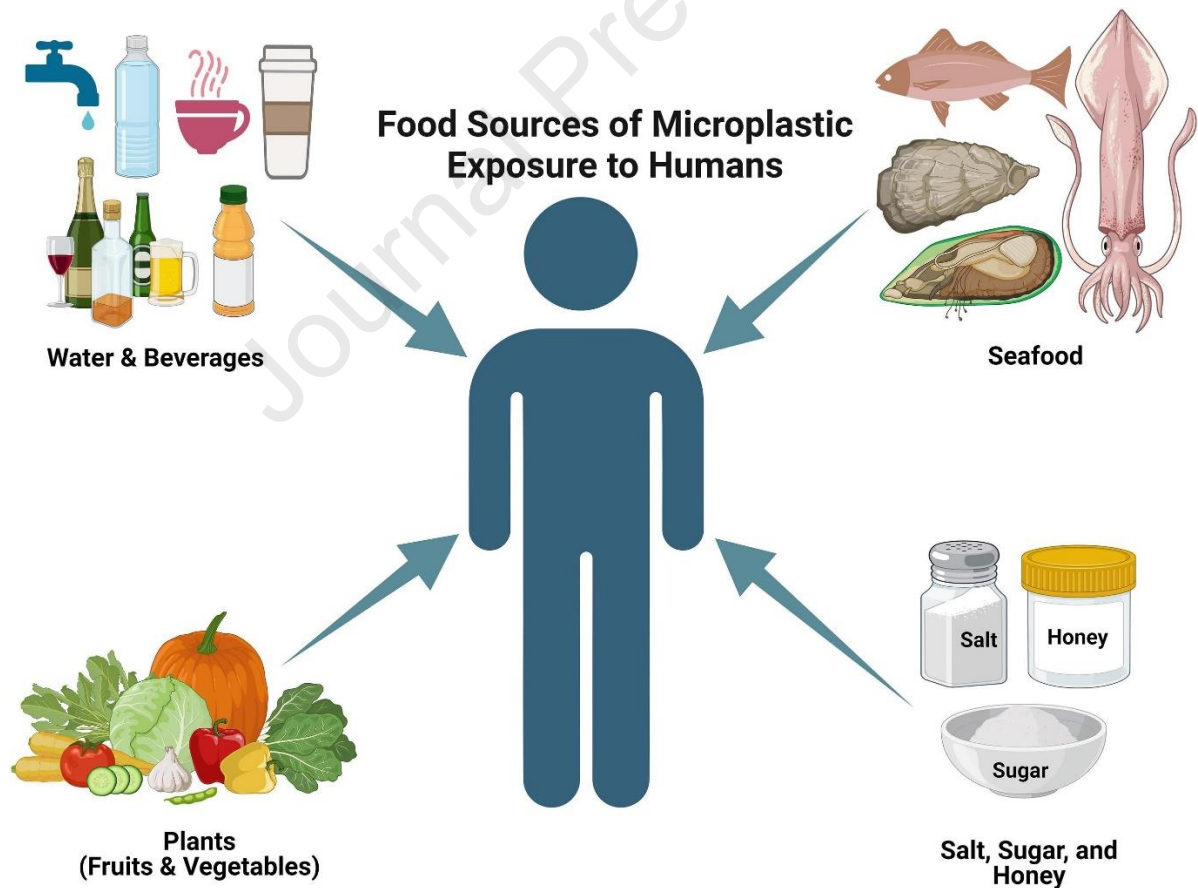 Journal Pre
Food Sources of Microplastic
Exposure to Humans
Water & Beverages
Seafood
Salt
Honey
Sugar
Plants
(Fruits & Vegetables)
Salt, Sugar, and
Honey